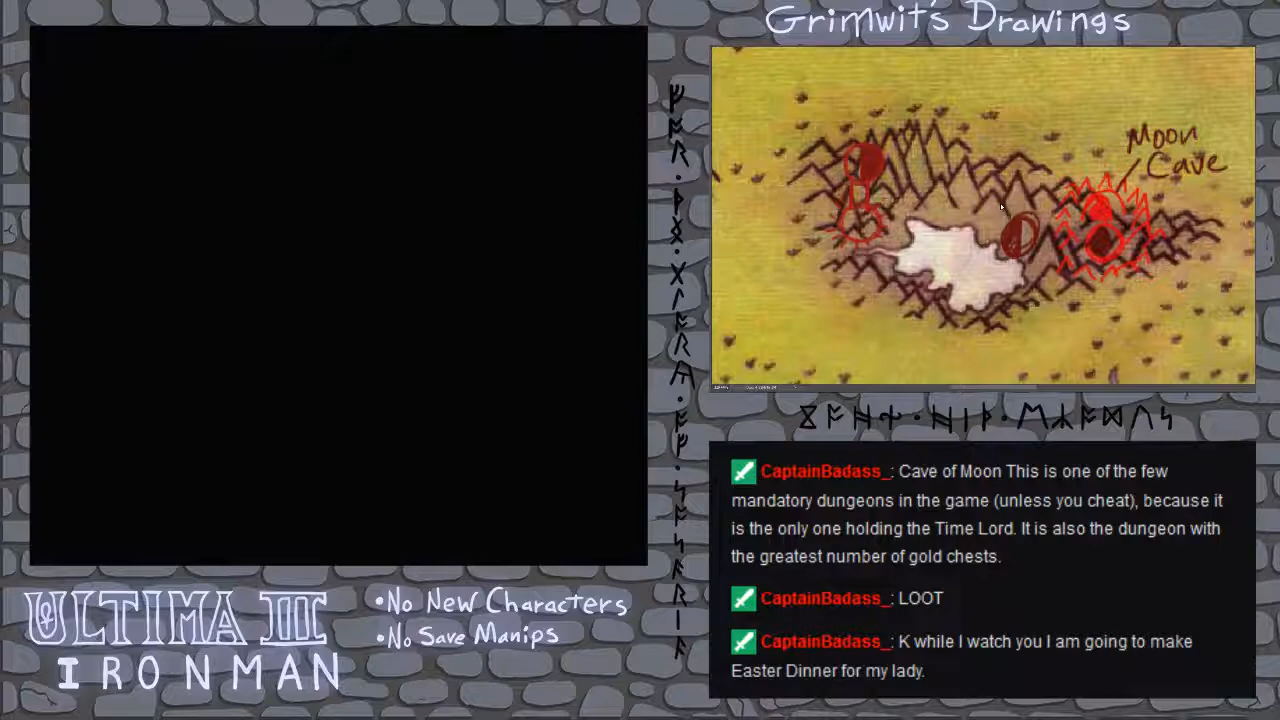 Grimwit's Drawings
Moon
Cave
CaptainBadass_: Cave of Moon This is one of the few
mandatory dungeons in the game (unless you cheat), because it
is the only one holding the Time Lord. It is also the dungeon with
the greatest number of gold chests.
CaptainBadass_: LOOT
CaptainBadass_: K while I watch you I am going to make
Easter Dinner for my lady.
ULTIMA III
IRONMAN
•No New Characters
•No Save Manips